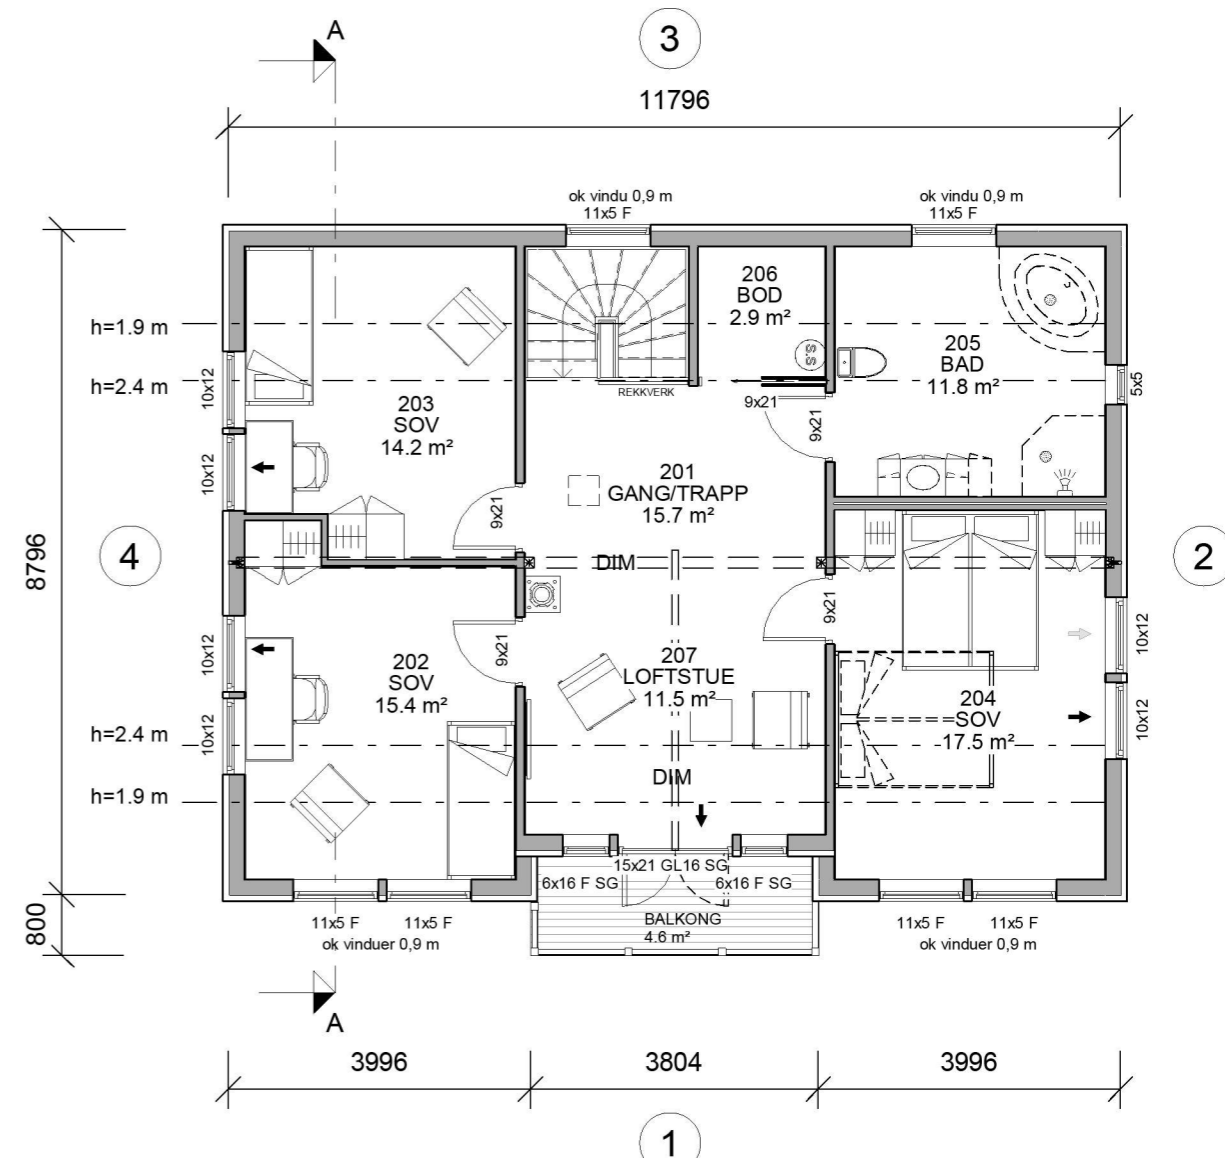 A
3
11796
ok vindu 0,9 m
11x5 F
ok vindu 0,9 m
11x5 F
h=1.9 m
h=2.4 m
10x12
10x12
203
SOV
14.2 m²
REKKVERK
206
BOD
2.9 m²
S.S
9x21
9x21
205
BAD
11.8 m²
5x5
201
GANG/TRAPP
15.7 m²
9x21
4
8796
2
DIM
10x12
10x12
202
SOV
15.4 m²
9x21
207
LOFTSTUE
11.5 m²
9x21
204
SOV
17.5 m²
10x12
10x12
h=2.4 m
h=1.9 m
DIM
15x21 GL16 SG
6x16 F SG
6x16 F SG
BALKONG
4.6 m²
800
11x5 F
11x5 F
ok vinduer 0,9 m
11x5 F
11x5 F
ok vinduer 0,9 m
A
3996
3804
3996
1